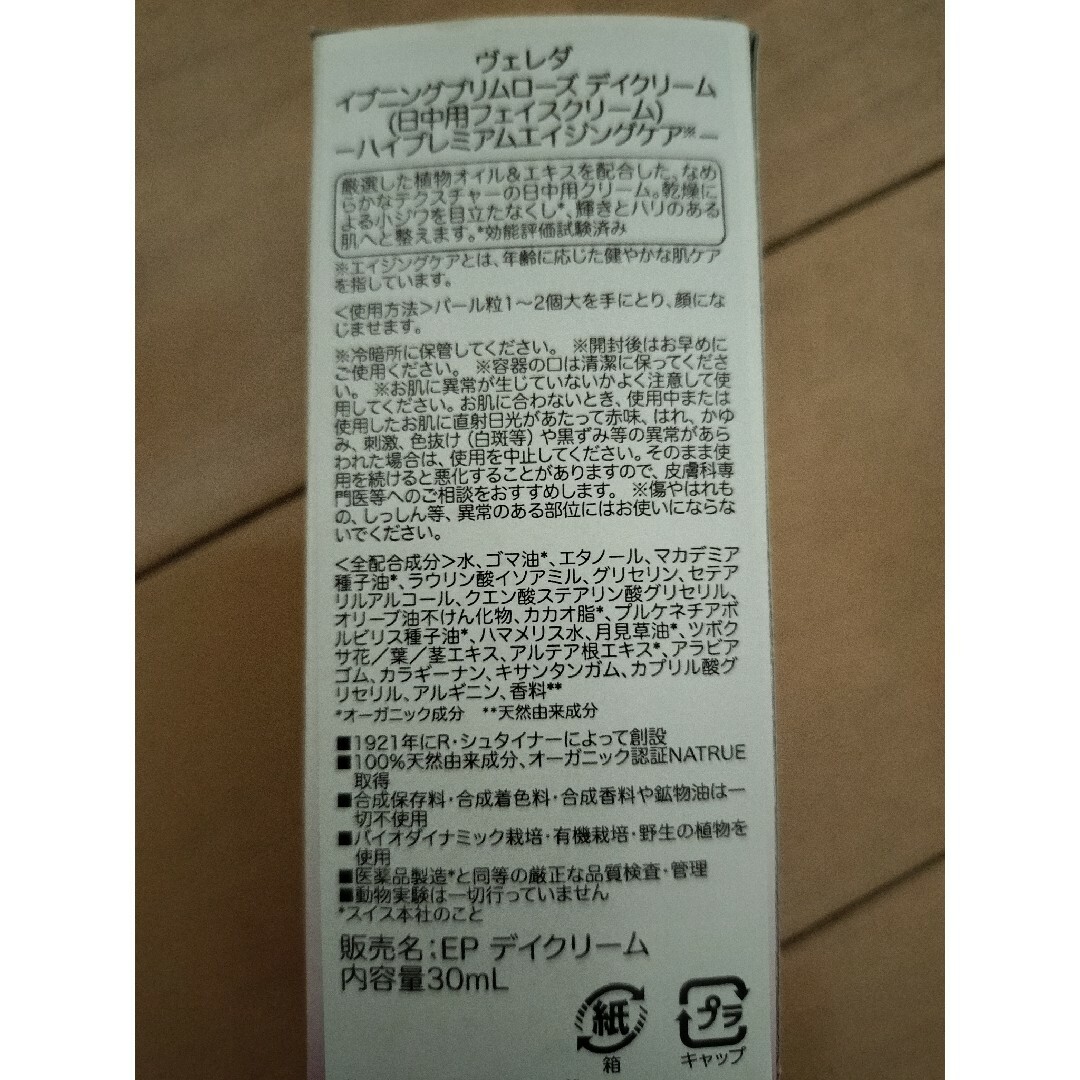 ヴェレダ
イブニングプリムローズ デイクリーム
(日中用フェイスクリーム)
ーハイプレミアムエイジングケア※ー
厳選した植物オイル&エキスを配合した、なめ
らかなテクスチャーの日中用クリーム。乾燥に
よる小ジワを目立たなくし*、輝きとハリのある
肌へと整えます。*効能評価試験済み
※エイジングケアとは、年齢に応じた健やかな肌ケア
を指しています。
<使用方法>パール粒1〜2個大を手にとり、顔にな
じませます。
※冷暗所に保管してください。 ※開封後はお早めに
ご使用ください。 ※容器の口は清潔に保ってくださ
い。 ※お肌に異常が生じていないかよく注意して使
用してください。お肌に合わないとき、使用中または
使用したお肌に直射日光があたって赤味、はれ、かゆ
み、刺激、色抜け(白斑等)や黒ずみ等の異常があら
われた場合は、使用を中止してください。そのまま使
用を続けると悪化することがありますので、皮膚科専
門医等へのご相談をおすすめします。 ※傷やはれも
の、しっしん等、異常のある部位にはお使いにならな
いでください。
<全配合成分>水、ゴマ油*、エタノール、マカデミア
種子油*、ラウリン酸イソアミル、グリセリン、セテア
リルアルコール、クエン酸ステアリン酸グリセリル、
オリーブ油不けん化物、カカオ脂*、プルケネチアボ
ルビリス種子油*、ハマメリス水、月見草油*、ツボク
サ花/葉/茎エキス、アルテア根エキス*、アラビア
ゴム、カラギーナン、キサンタンガム、カプリル酸グ
リセリル、アルギニン、香料**
*オーガニック成分 **天然由来成分
■1921年にR・シュタイナーによって創設
■100%天然由来成分、オーガニック認証NATRUE
取得
■合成保存料・合成着色料・合成香料や鉱物油は一
切不使用
■バイオダイナミック栽培・有機栽培・野生の植物を
使用
■医薬品製造*と同等の厳正な品質検査・管理
■動物実験は一切行っていません
*スイス本社のこと
販売名:EP デイクリーム
内容量30mL
紙
箱
プラ
キャップ